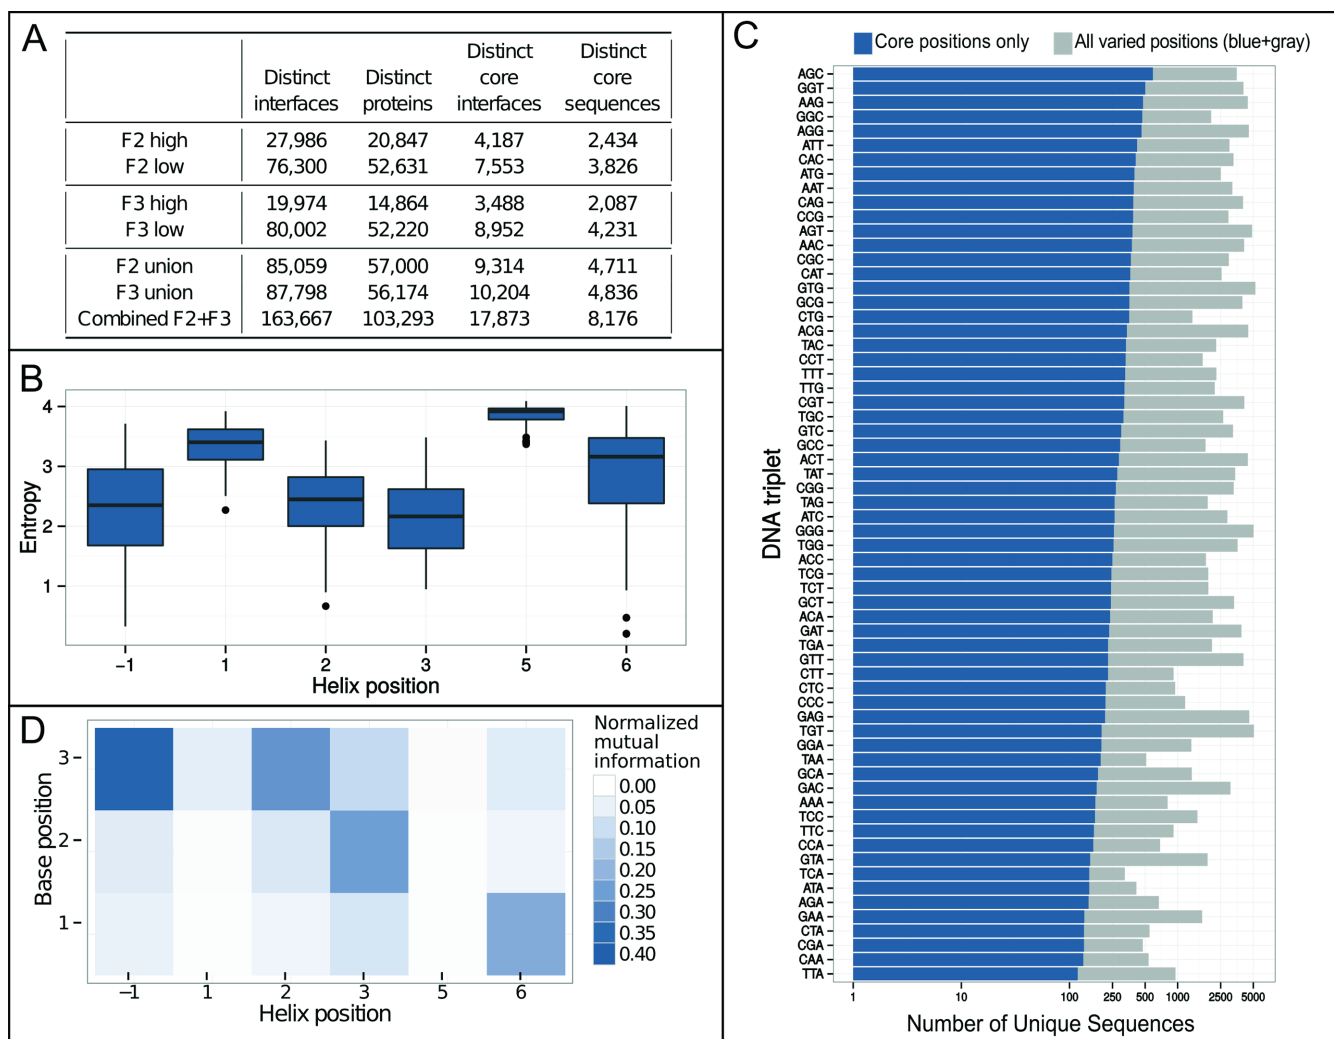 A
Distinct interfaces Distinct proteins Distinct core interfaces Distinct core sequences
F2 high 27,986 20,847 4,187 2,434
F2 low 76,300 52,631 7,553 3,826
F3 high 19,974 14,864 3,488 2,087
F3 low 80,002 52,220 8,952 4,231
F2 union 85,059 57,000 9,314 4,711
F3 union 87,798 56,174 10,204 4,836
Combined F2+F3 163,667 103,293 17,873 8,176
B
Entropy
4
3
2
1
−1 1 2 3 5 6
Helix position
D
Base position
3
2
1
−1 1 2 3 5 6
Helix position
Normalized
mutual
information
0.00
0.05
0.10
0.15
0.20
0.25
0.30
0.35
0.40
C
Core positions only All varied positions (blue+gray)
DNA triplet
AGC
GGT
AAG
GGC
AGG
ATT
CAC
ATG
AAT
CAG
CCG
AGT
AAC
CGC
CAT
GTG
GCG
CTG
ACG
TAC
CCT
TTT
TTG
CGT
TGC
GTC
GCC
ACT
TAT
CGG
TAG
ATC
GGG
TGG
ACC
TCG
TCT
GCT
ACA
GAT
TGA
GTT
CTT
CTC
CCC
GAG
TGT
GGA
TAA
GCA
GAC
AAA
TCC
TTC
CCA
GTA
TCA
ATA
AGA
GAA
CTA
CGA
CAA
TTA
1 10 100 250 500 1000 2500 5000
Number of Unique Sequences